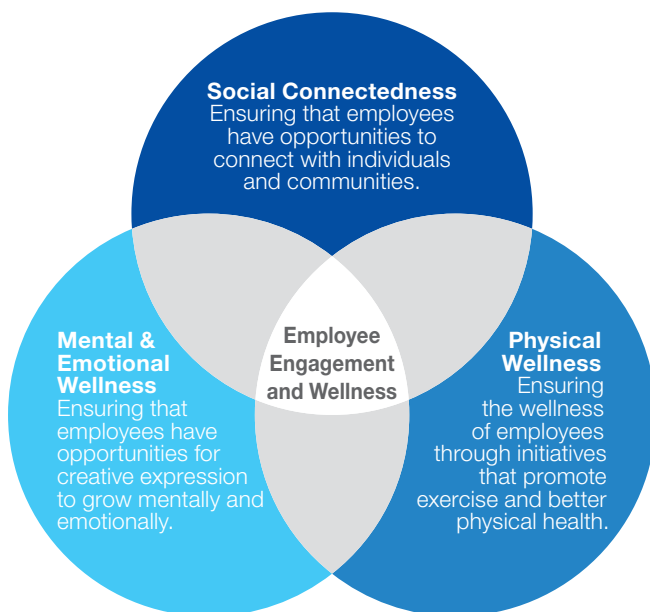 Social Connectedness
Ensuring that employees
have opportunities to
connect with individuals
and communities.
Employee
Engagement
and Wellness
Mental &
Emotional
Wellness
Ensuring that
employees have
opportunities for
creative expression
to grow mentally and
emotionally.
Physical
Wellness
Ensuring
the wellness
of employees
through initiatives
that promote
exercise and better
physical health.